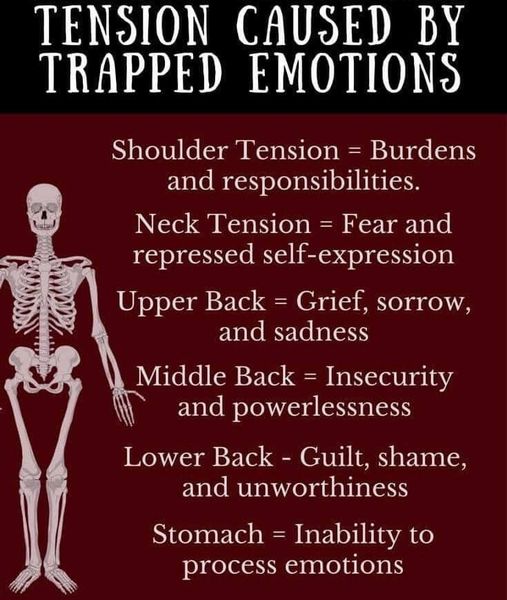 TENSION CAUSED BY
TRAPPED EMOTIONS
Shoulder Tension = Burdens
and responsibilities.
Neck Tension = Fear and
repressed self-expression
Upper Back = Grief, sorrow,
and sadness
Middle Back = Insecurity
and powerlessness
Lower Back - Guilt, shame,
and unworthiness
Stomach = Inability to
process emotions